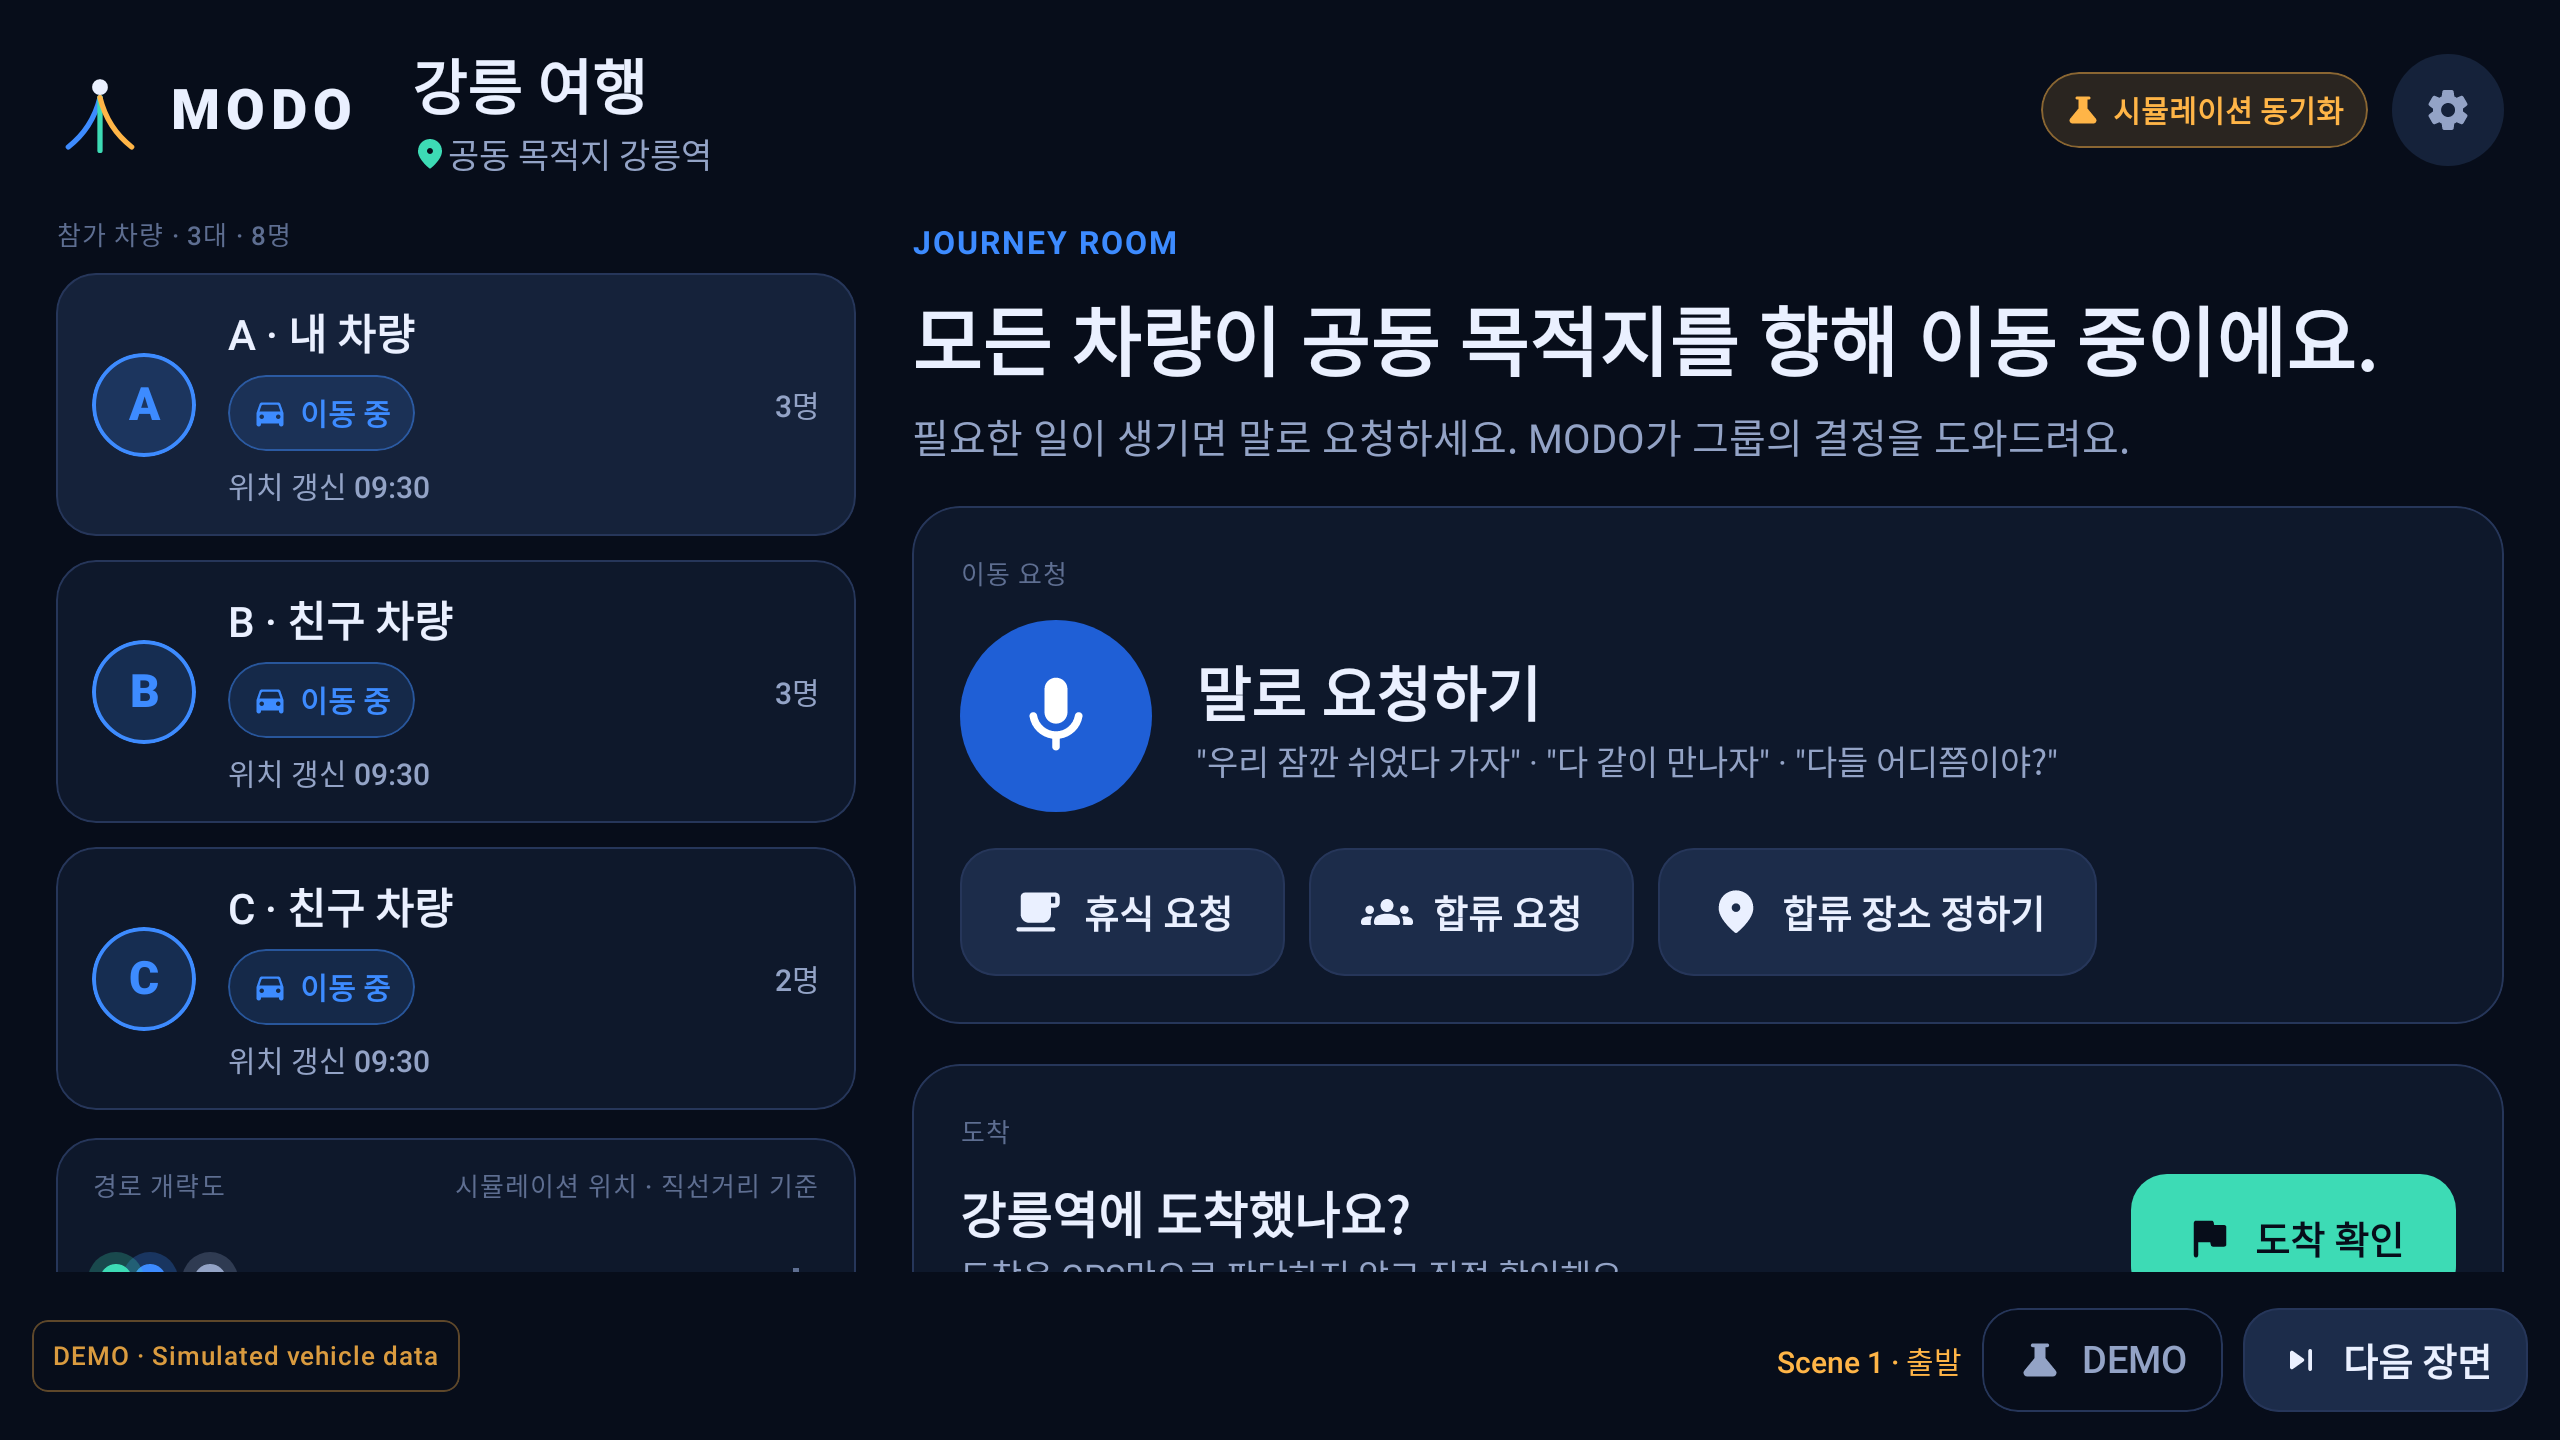 MODO
강릉 여행
공동 목적지 강릉역
시뮬레이션 동기화
참가 차량 · 3대 · 8명
A · 내 차량
A
이동 중
3명
위치 갱신 09:30
B · 친구 차량
B
이동 중
3명
위치 갱신 09:30
C · 친구 차량
C
이동 중
2명
위치 갱신 09:30
경로 개략도
시뮬레이션 위치 · 직선거리 기준
JOURNEY ROOM
모든 차량이 공동 목적지를 향해 이동 중이에요.
필요한 일이 생기면 말로 요청하세요. MODO가 그룹의 결정을 도와드려요.
이동 요청
말로 요청하기
"우리 잠깐 쉬었다 가자" · "다 같이 만나자" · "다들 어디쯤이야?"
휴식 요청
합류 요청
합류 장소 정하기
도착
강릉역에 도착했나요?
도착 확인
DEMO · Simulated vehicle data
Scene 1 · 출발
DEMO
다음 장면